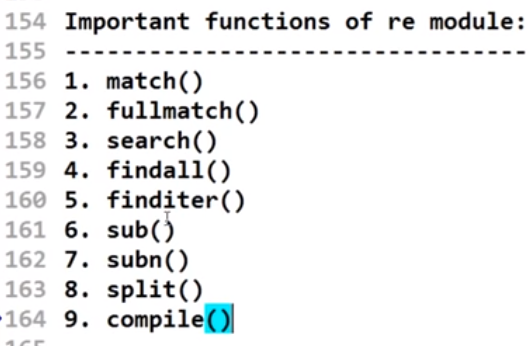 154 Important functions of re module:
155 ---------------------------------
156 1. match()
157 2. fullmatch()
158 3. search()
159 4. findall()
160 5. finditer()
161 6. sub()
162 7. subn()
163 8. split()
164 9. compile()